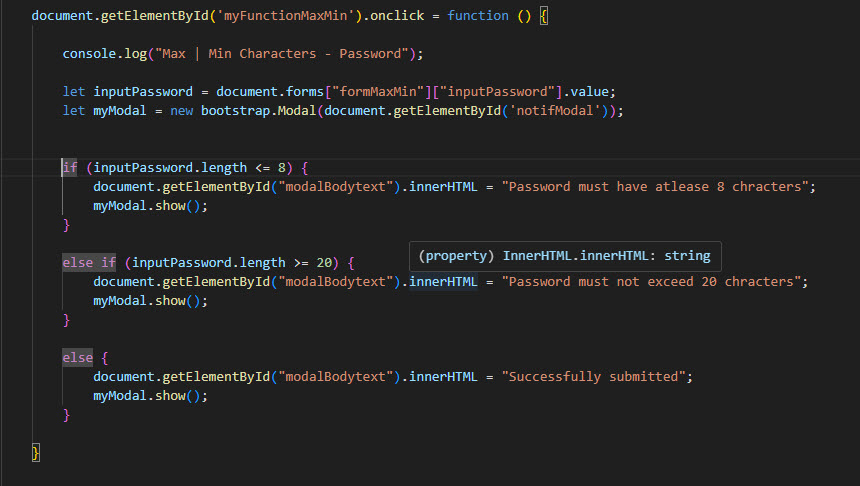 document.getElementById('myFunctionMaxMin').onclick = function () {
console.log("Max | Min Characters - Password");
let inputPassword = document.forms["formMaxMin"]["inputPassword"].value;
let myModal = new bootstrap.Modal(document.getElementById('notifModal'));
if (inputPassword.length <= 8) {
document.getElementById("modalBodytext").innerHTML = "Password must have atlease 8 chracters";
myModal.show();
}
else if (inputPassword.length >= 20) {
(property) InnerHTML.innerHTML: string
document.getElementById("modalBodytext").innerHTML = "Password must not exceed 20 chracters";
myModal.show();
}
else {
document.getElementById("modalBodytext").innerHTML = "Successfully submitted";
myModal.show();
}
}